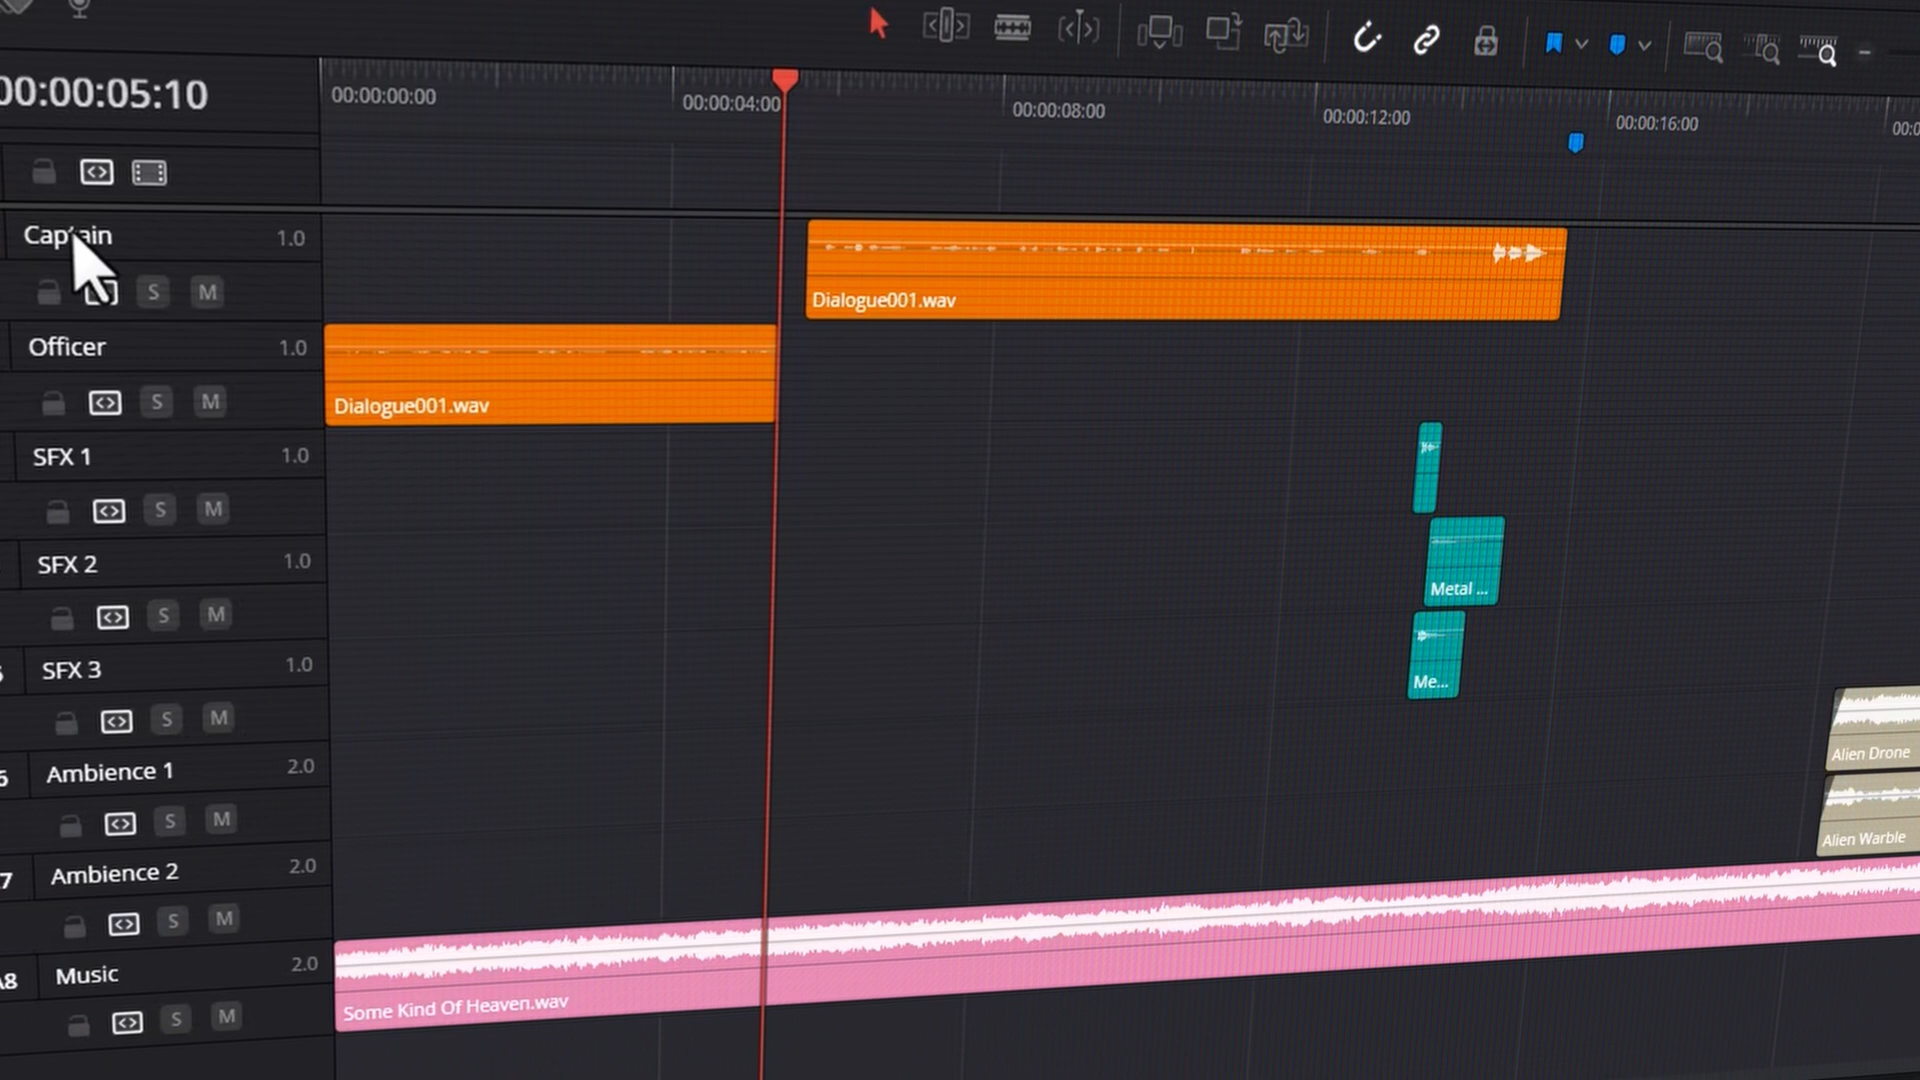 00:00:05:10
00:00:00:00
00:00:04:00
00:00:08:00
00:00:12:00
00:00:16:00
Captain 1.0
S M
Dialogue001.wav
Officer 1.0
S M
Dialogue001.wav
SFX 1 1.0
S M
SFX 2 1.0
S M
Metal ...
SFX 3 1.0
S M
Me...
Ambience 1 2.0
S M
Alien Drone
Alien Warble
7 Ambience 2 2.0
S M
A8 Music 2.0
S M
Some Kind Of Heaven.wav